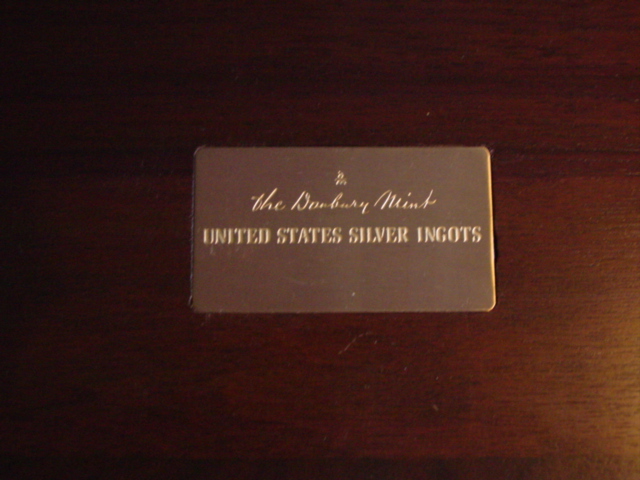 The Danbury Mint
UNITED STATES SILVER INGOTS